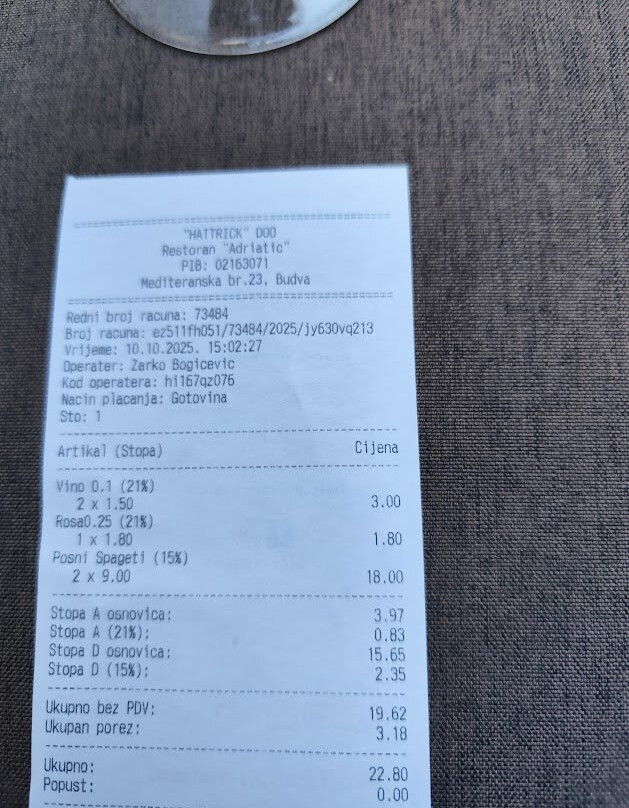 "HATTRICK" DOO
Restoran "Adriatic"
PIB: 02163071
Mediteranska br.23, Budva
Redni broj racuna: 73484
Broj racuna: ez511fh051/73484/2025/jy630vq213
Vrijeme: 10.10.2025. 15:02:27
Operater: Zarko Bogicevic
Kod operatera: hi167qz076
Nacin placanja: Gotovina
Sto: 1
Artikal (Stopa) Cijena
Vino 0.1 (21%)
2 x 1.50 3.00
Rosa0.25 (21%)
1 x 1.80 1.80
Posni Spageti (15%)
2 x 9.00 18.00
Stopa A osnovica: 3.97
Stopa A (21%): 0.83
Stopa D osnovica: 15.65
Stopa D (15%): 2.35
Ukupno bez PDV: 19.62
Ukupan porez: 3.18
Ukupno: 22.80
Popust: 0.00